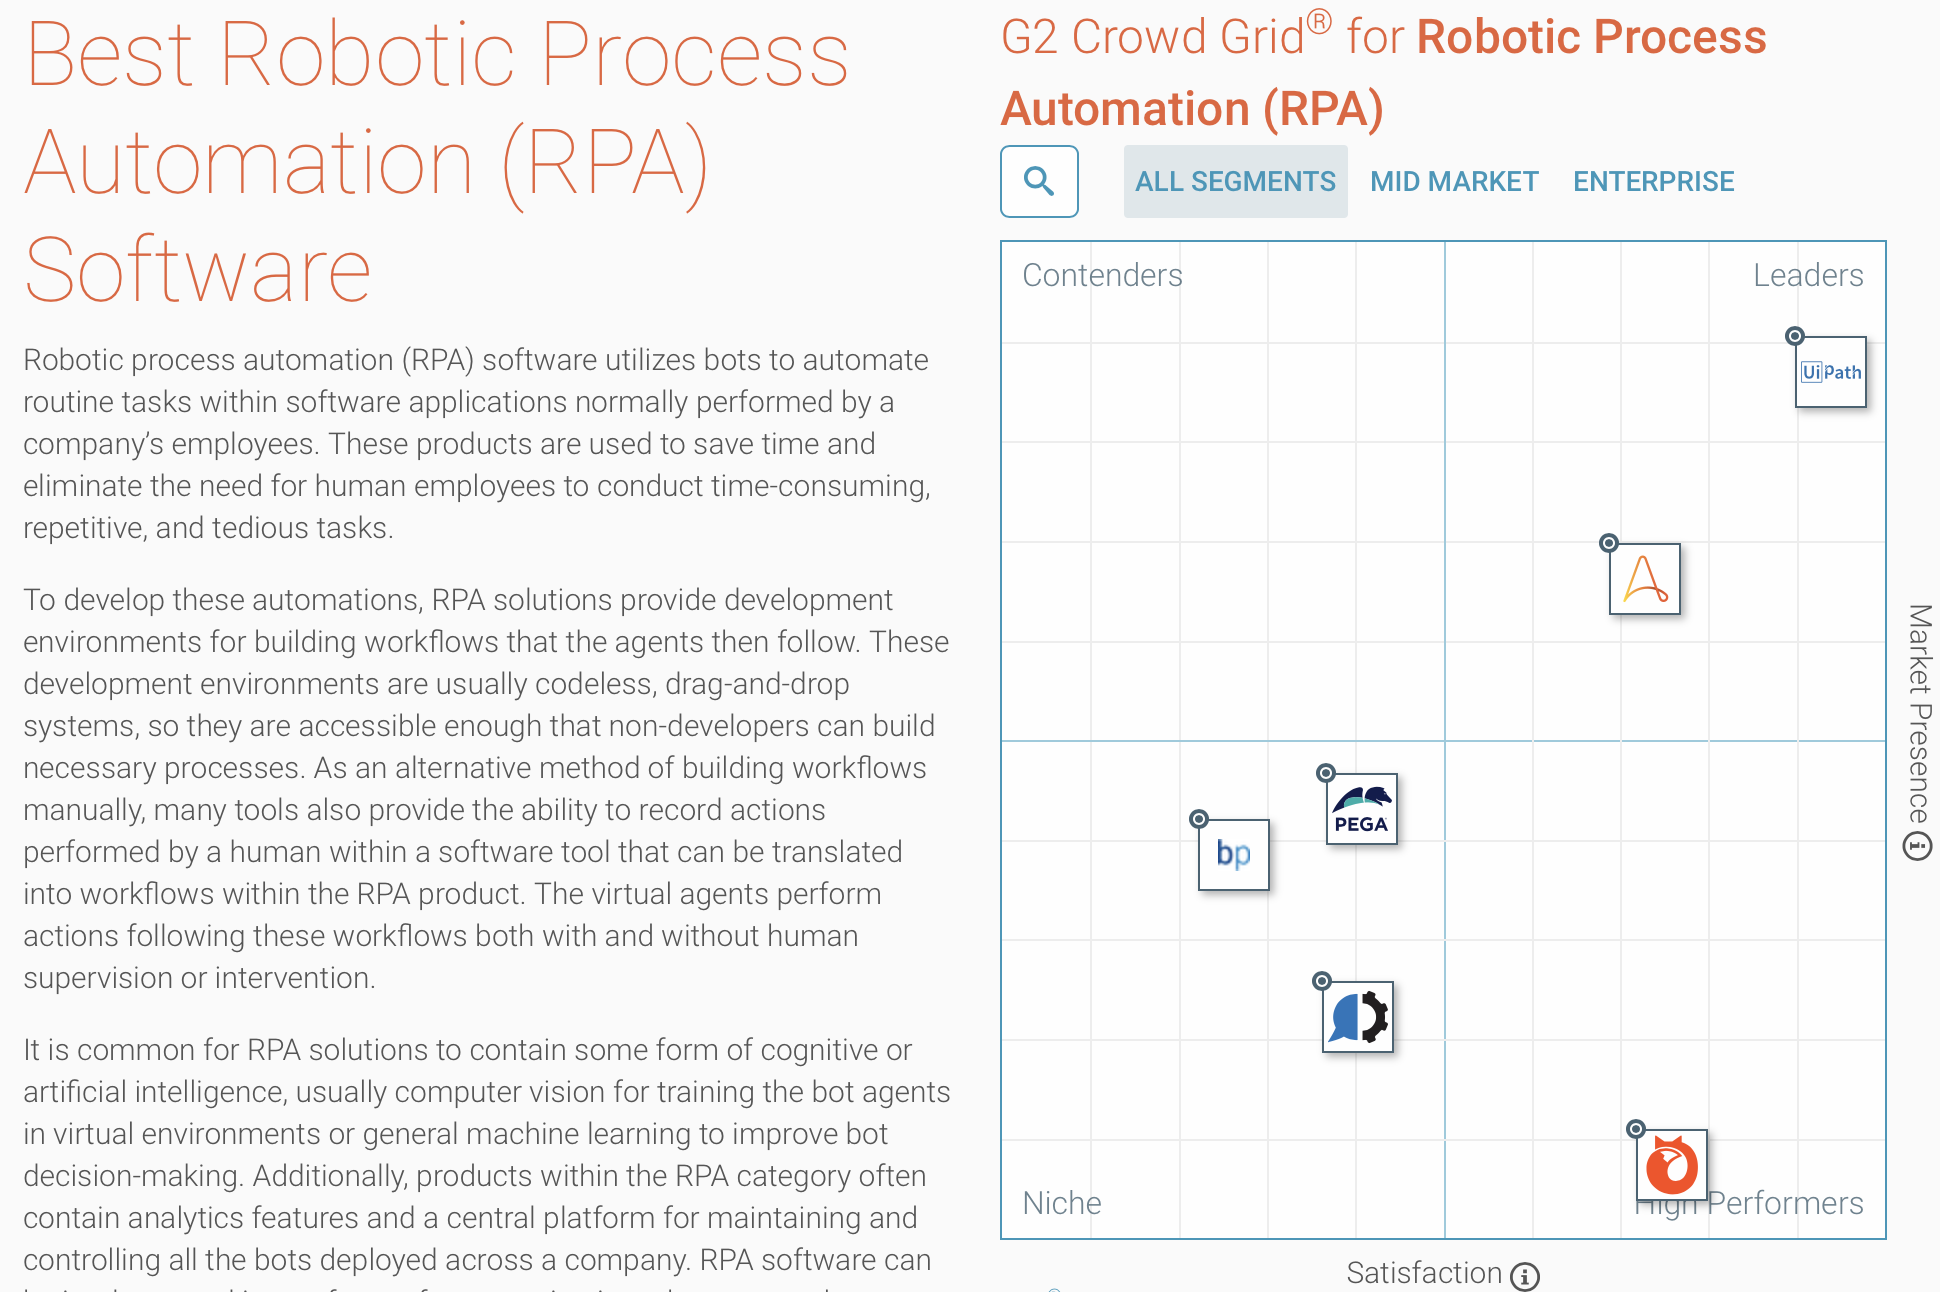 Best Robotic Process
Automation (RPA)
Software
Robotic process automation (RPA) software utilizes bots to automate
routine tasks within software applications normally performed by a
company’s employees. These products are used to save time and
eliminate the need for human employees to conduct time-consuming,
repetitive, and tedious tasks.
To develop these automations, RPA solutions provide development
environments for building workflows that the agents then follow. These
development environments are usually codeless, drag-and-drop
systems, so they are accessible enough that non-developers can build
necessary processes. As an alternative method of building workflows
manually, many tools also provide the ability to record actions
performed by a human within a software tool that can be translated
into workflows within the RPA product. The virtual agents perform
actions following these workflows both with and without human
supervision or intervention.
It is common for RPA solutions to contain some form of cognitive or
artificial intelligence, usually computer vision for training the bot agents
in virtual environments or general machine learning to improve bot
decision-making. Additionally, products within the RPA category often
contain analytics features and a central platform for maintaining and
controlling all the bots deployed across a company. RPA software can
G2 Crowd Grid® for Robotic Process
Automation (RPA)
ALL SEGMENTS MID MARKET ENTERPRISE
Contenders Leaders
UiPath
PEGA
bp
Niche High Performers
Market Presence
Satisfaction